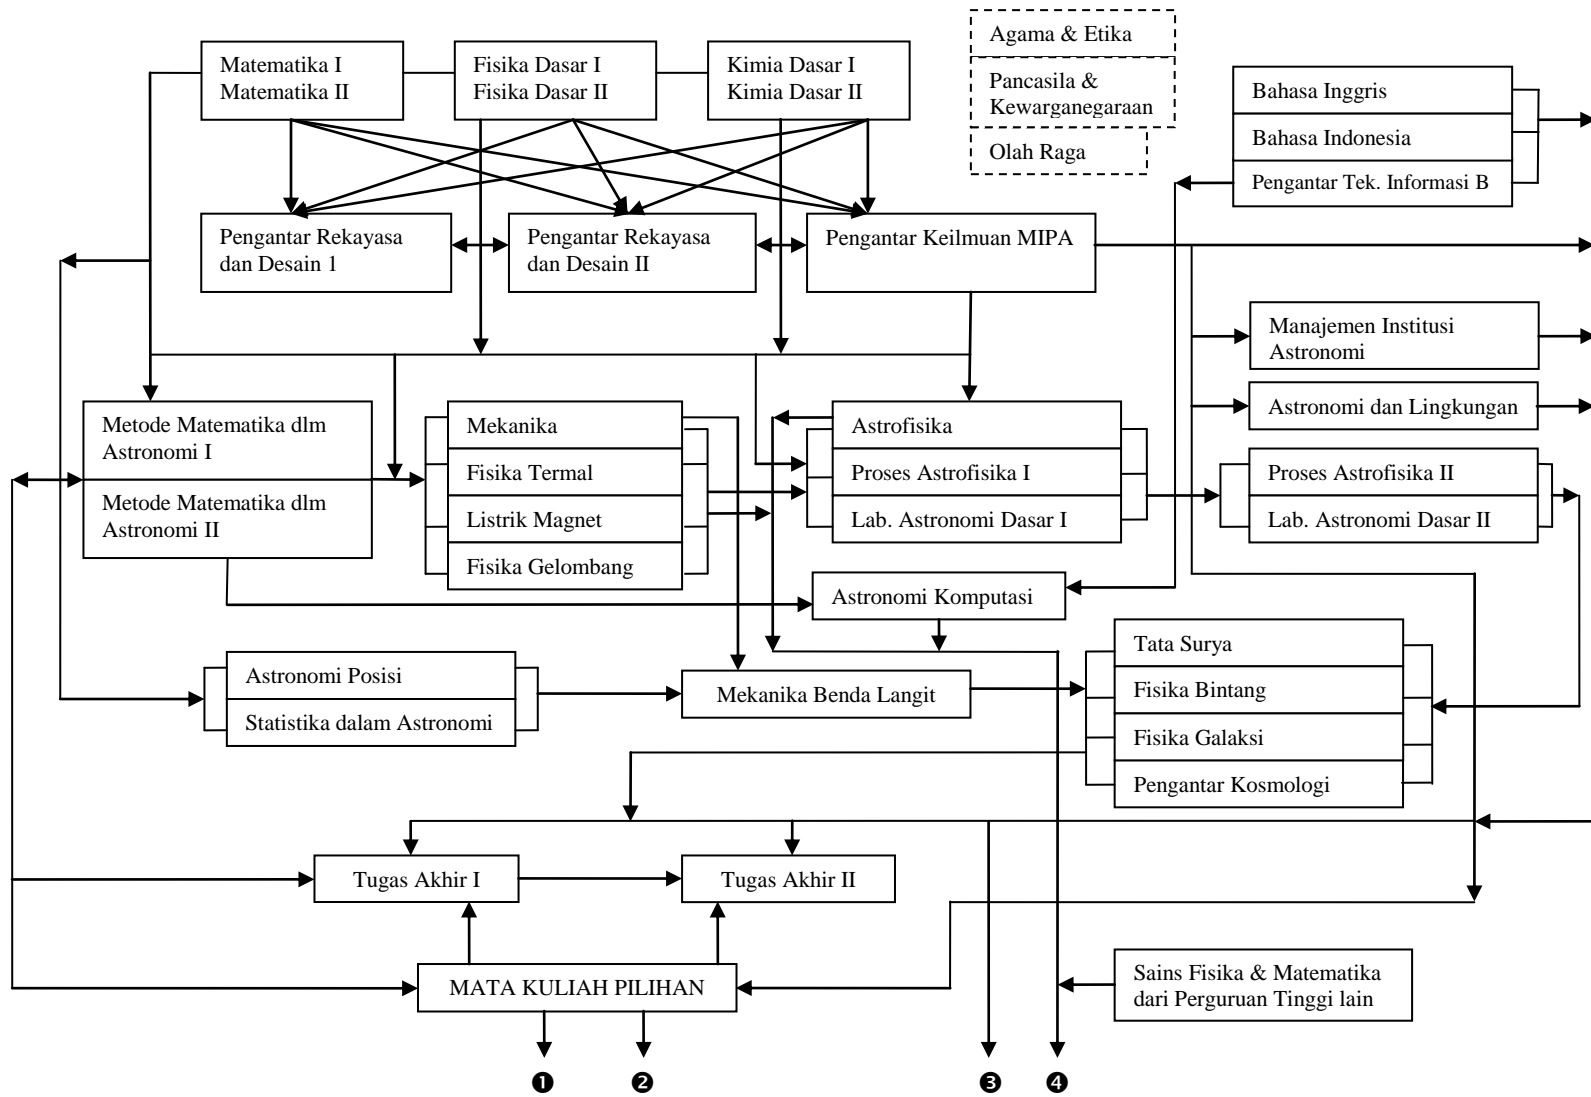 Agama & Etika
Matematika I
Matematika II
Fisika Dasar I
Fisika Dasar II
Kimia Dasar I
Kimia Dasar II
Pancasila &
Kewarganegaraan
Olah Raga
Bahasa Inggris
Bahasa Indonesia
Pengantar Tek. Informasi B
Pengantar Rekayasa
dan Desain 1
Pengantar Rekayasa
dan Desain II
Pengantar Keilmuan MIPA
Manajemen Institusi
Astronomi
Astronomi dan Lingkungan
Metode Matematika dlm
Astronomi I
Metode Matematika dlm
Astronomi II
Mekanika
Fisika Termal
Listrik Magnet
Fisika Gelombang
Astrofisika
Proses Astrofisika I
Lab. Astronomi Dasar I
Proses Astrofisika II
Lab. Astronomi Dasar II
Astronomi Komputasi
Astronomi Posisi
Statistika dalam Astronomi
Mekanika Benda Langit
Tata Surya
Fisika Bintang
Fisika Galaksi
Pengantar Kosmologi
Tugas Akhir I
Tugas Akhir II
MATA KULIAH PILIHAN
Sains Fisika & Matematika
dari Perguruan Tinggi lain
❶ ❷ ❸ ❹